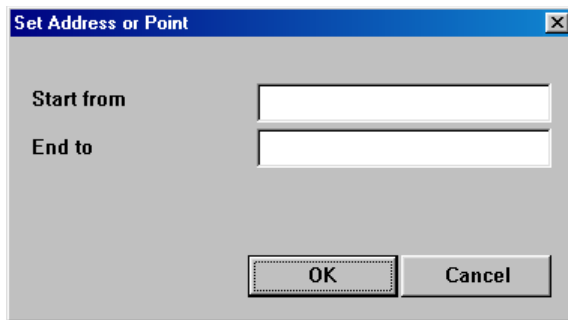 Set Address or Point
Start from
End to
OK Cancel